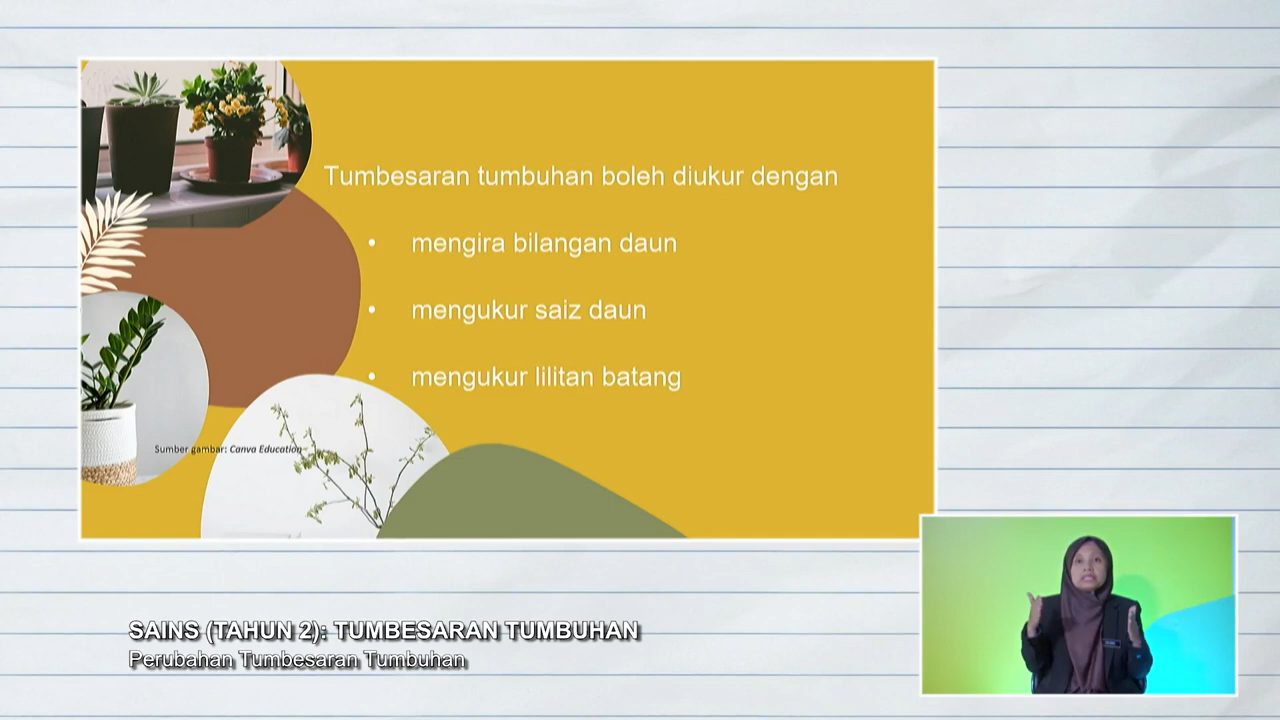 Tumbesaran tumbuhan boleh diukur dengan
• mengira bilangan daun
• mengukur saiz daun
• mengukur lilitan batang
Sumber gambar: Canva Education
SAINS (TAHUN 2): TUMBESARAN TUMBUHAN
Perubahan Tumbesaran Tumbuhan